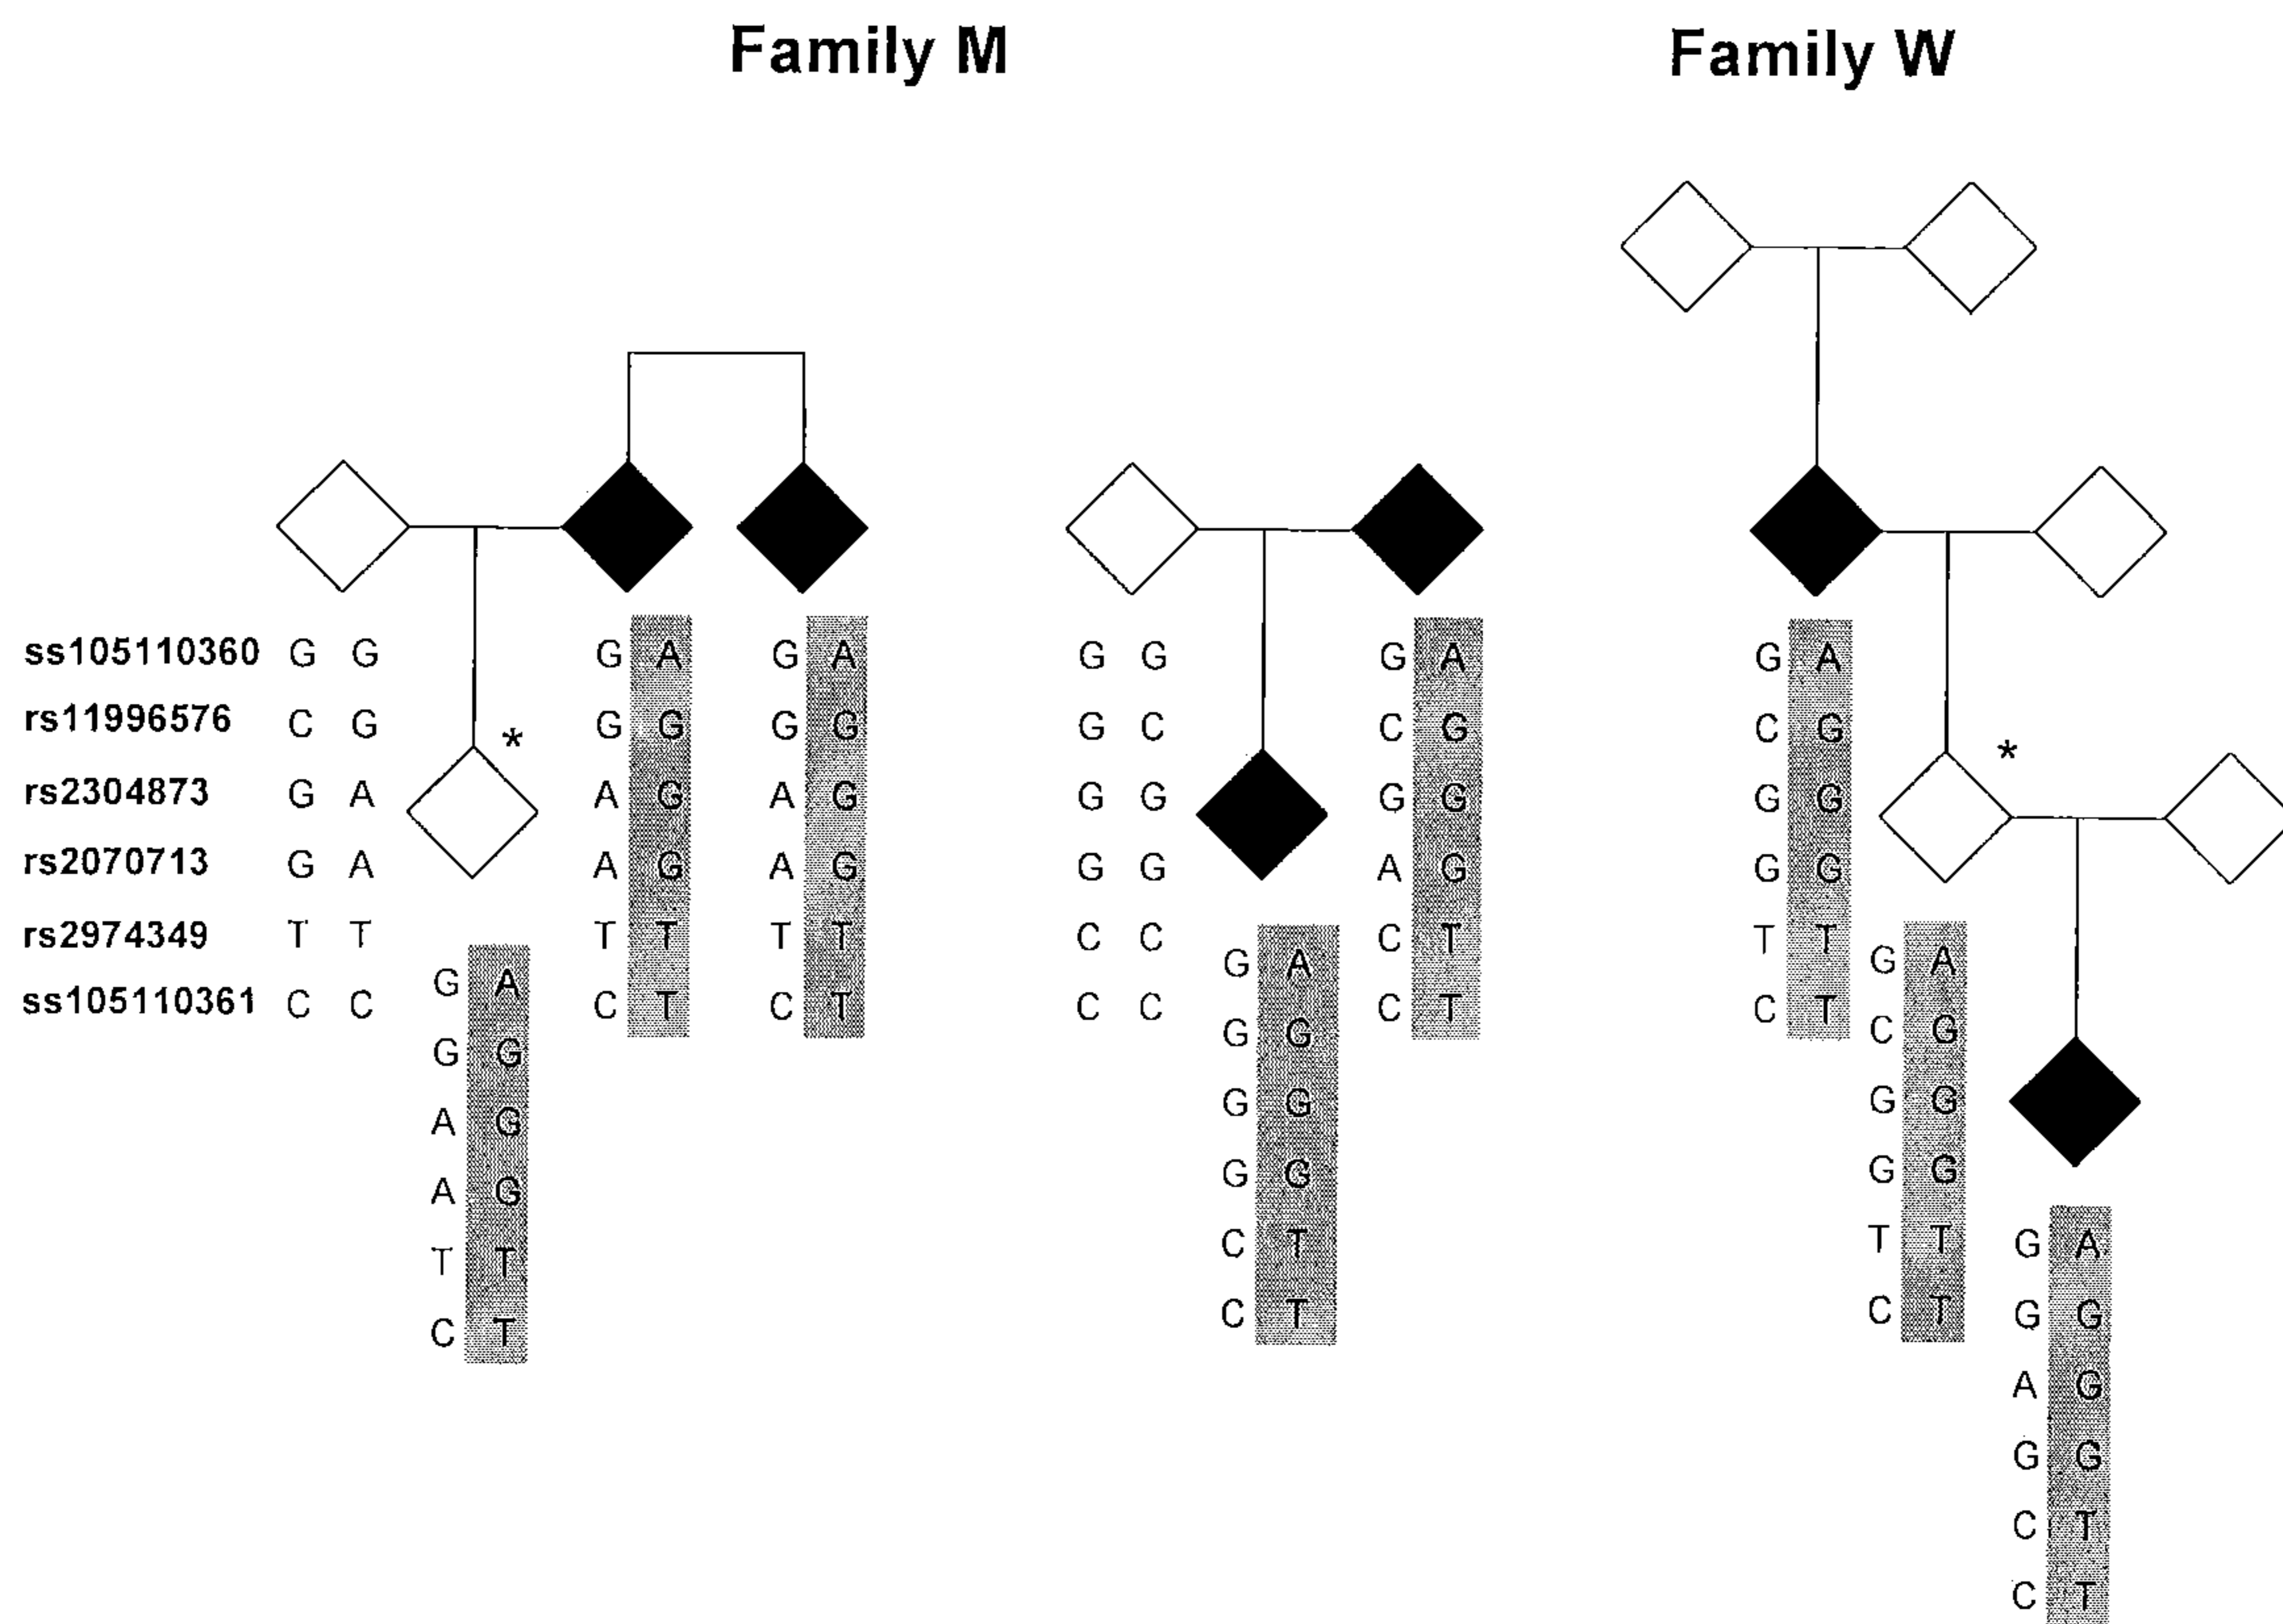 Family M Family W
ss105110360 G G G A G A G G G A G A
rs11996576 C G G G G G G C C G C G
* *
rs2304873 G A A G A G G G G G G G
rs2070713 G A A G A G G G A G G G
rs2974349 T T T T T T C C C T T T
G A G A
ss105110361 C C G A C T C T C C C T C T
G G G G C G
A G G G G G
A G G G G G
T T C T T T G A
C T C T C T G G
A G
G G
C T
C T